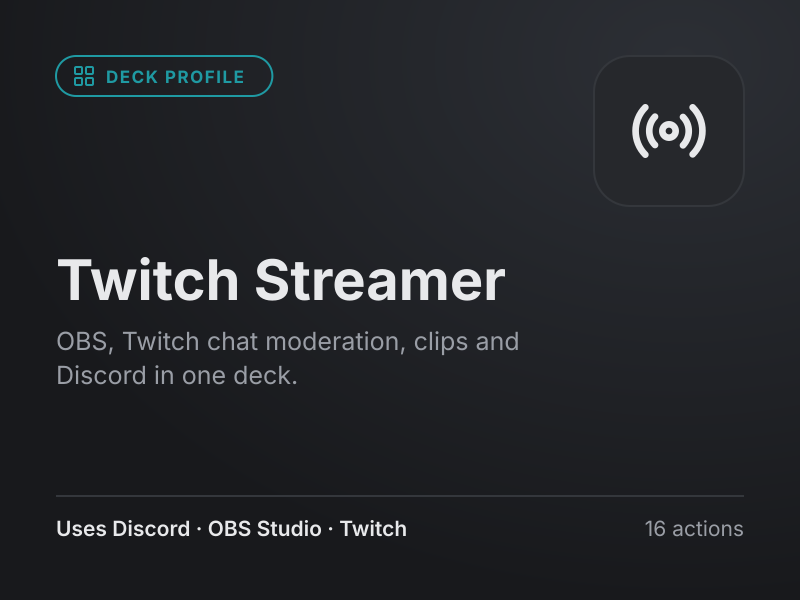 DECK PROFILE
Twitch Streamer
OBS, Twitch chat moderation, clips and
Discord in one deck.
Uses Discord · OBS Studio · Twitch
16 actions